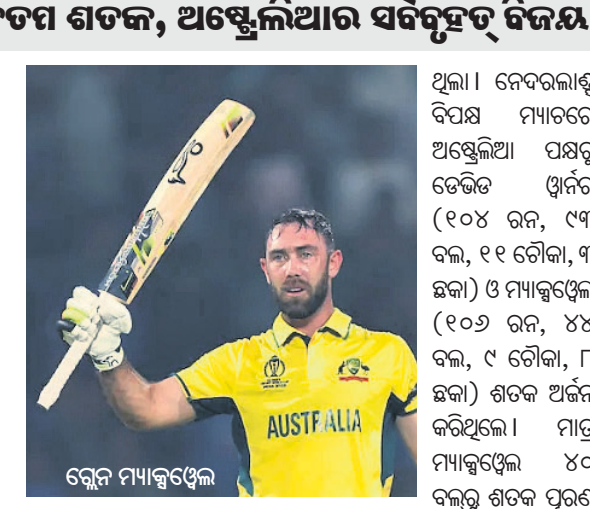 ଶତକ, ଅଷ୍ଟ୍ରେଲିଆର ସର୍ବବୃହତ୍ ବିଜୟ
AUSTRALIA
ଗ୍ଲେନ ମ୍ୟାକ୍ସୱେଲ
ଥିଲା। ନେଦରଲାଣ୍ଡ
ବିପକ୍ଷ ମ୍ୟାଚରେ
ଅଷ୍ଟ୍ରେଲିଆ ପକ୍ଷରୁ
ଡେଭିଡ ୱାର୍ନର
(୧୦୪ ରନ, ୯୩
ବଲ, ୧୧ ଚୌକା, ୩
ଛକା) ଓ ମ୍ୟାକ୍ସୱେଲ
(୧୦୬ ରନ, ୪୪
ବଲ, ୯ ଚୌକା, ୮
ଛକା) ଶତକ ଅର୍ଜନ
କରିଥିଲେ। ମାତ୍ର
ମ୍ୟାକ୍ସୱେଲ ୪୦
ବଲ୍‌ରୁ ଶତକ ପୂରଣ